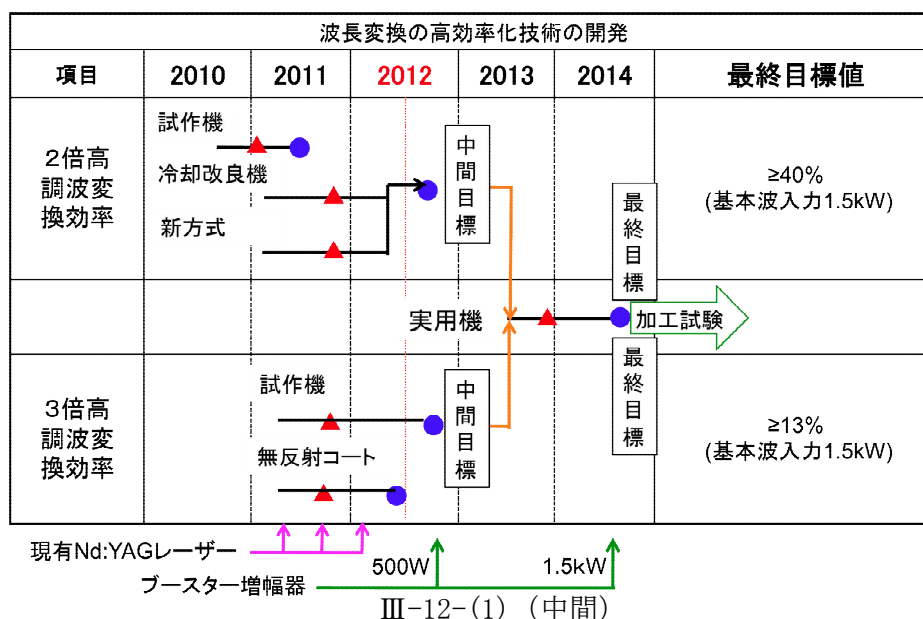 波長変換の高効率化技術の開発
項目 2010 2011 2012 2013 2014 最終目標値
2倍高
調波変
換効率
試作機
冷却改良機
新方式
中間目標
最終目標
≥40%
(基本波入力1.5kW)
実用機
加工試験
3倍高
調波変
換効率
試作機
無反射コート
中間目標
最終目標
≥13%
(基本波入力1.5kW)
現有Nd:YAGレーザー
500W
1.5kW
ブースター増幅器
Ⅲ-12-(1) (中間)